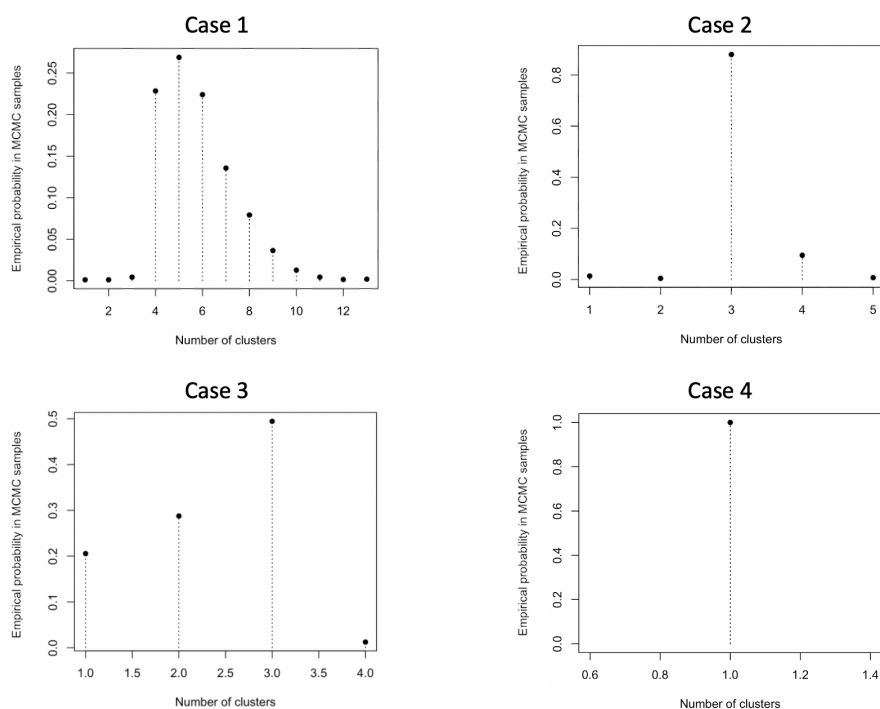 Case 1
Empirical probability in MCMC samples
0.00 0.05 0.10 0.15 0.20 0.25
2 4 6 8 10 12
Number of clusters
Case 2
Empirical probability in MCMC samples
0.0 0.2 0.4 0.6 0.8
1 2 3 4 5
Number of clusters
Case 3
Empirical probability in MCMC samples
0.0 0.1 0.2 0.3 0.4 0.5
1.0 1.5 2.0 2.5 3.0 3.5 4.0
Number of clusters
Case 4
Empirical probability in MCMC samples
0.0 0.2 0.4 0.6 0.8 1.0
0.6 0.8 1.0 1.2 1.4
Number of clusters